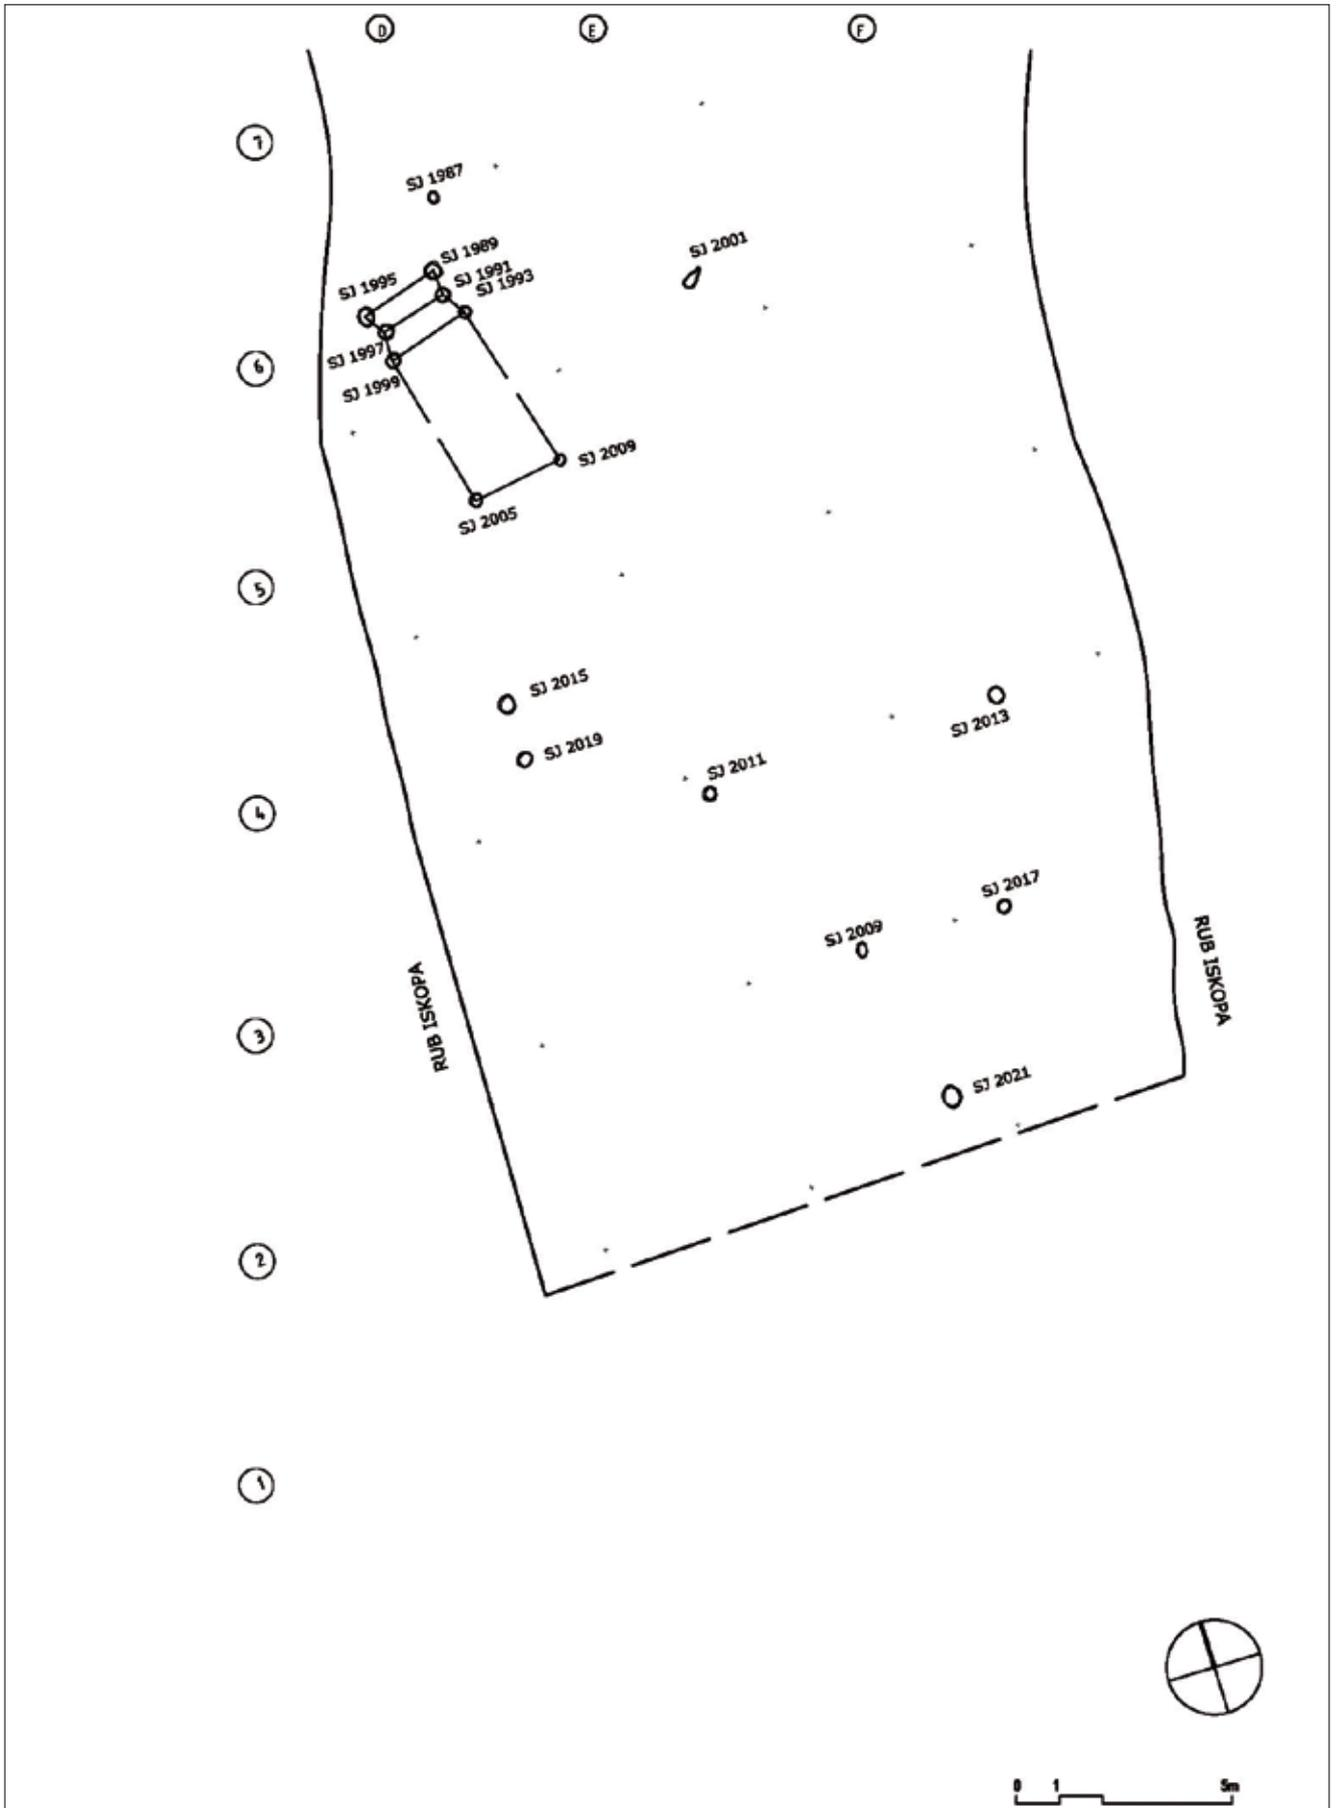 D
E
F
7
SJ 1987
SJ 1989
SJ 2001
SJ 1991
SJ 1993
SJ 1995
SJ 1997
6
SJ 1999
SJ 2009
SJ 2005
5
SJ 2015
SJ 2013
SJ 2019
SJ 2011
4
SJ 2017
SJ 2009
RUB ISKOPA
RUB ISKOPA
3
SJ 2021
2
1
0 1 5m